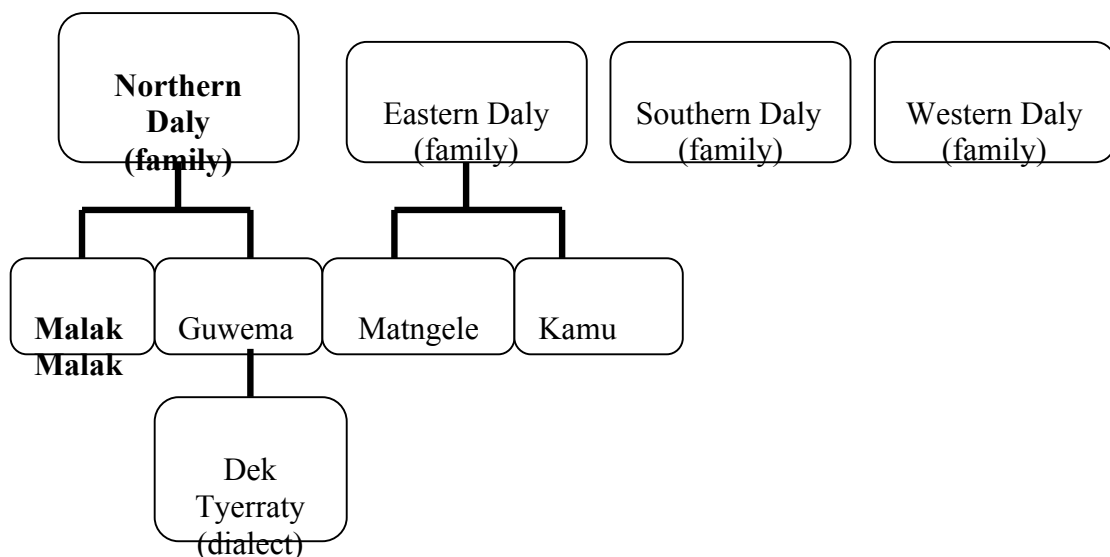 Northern
Daly
(family)
Eastern Daly
(family)
Southern Daly
(family)
Western Daly
(family)
Malak
Malak
Guwema
Matngele
Kamu
Dek
Tyerraty
(dialect)